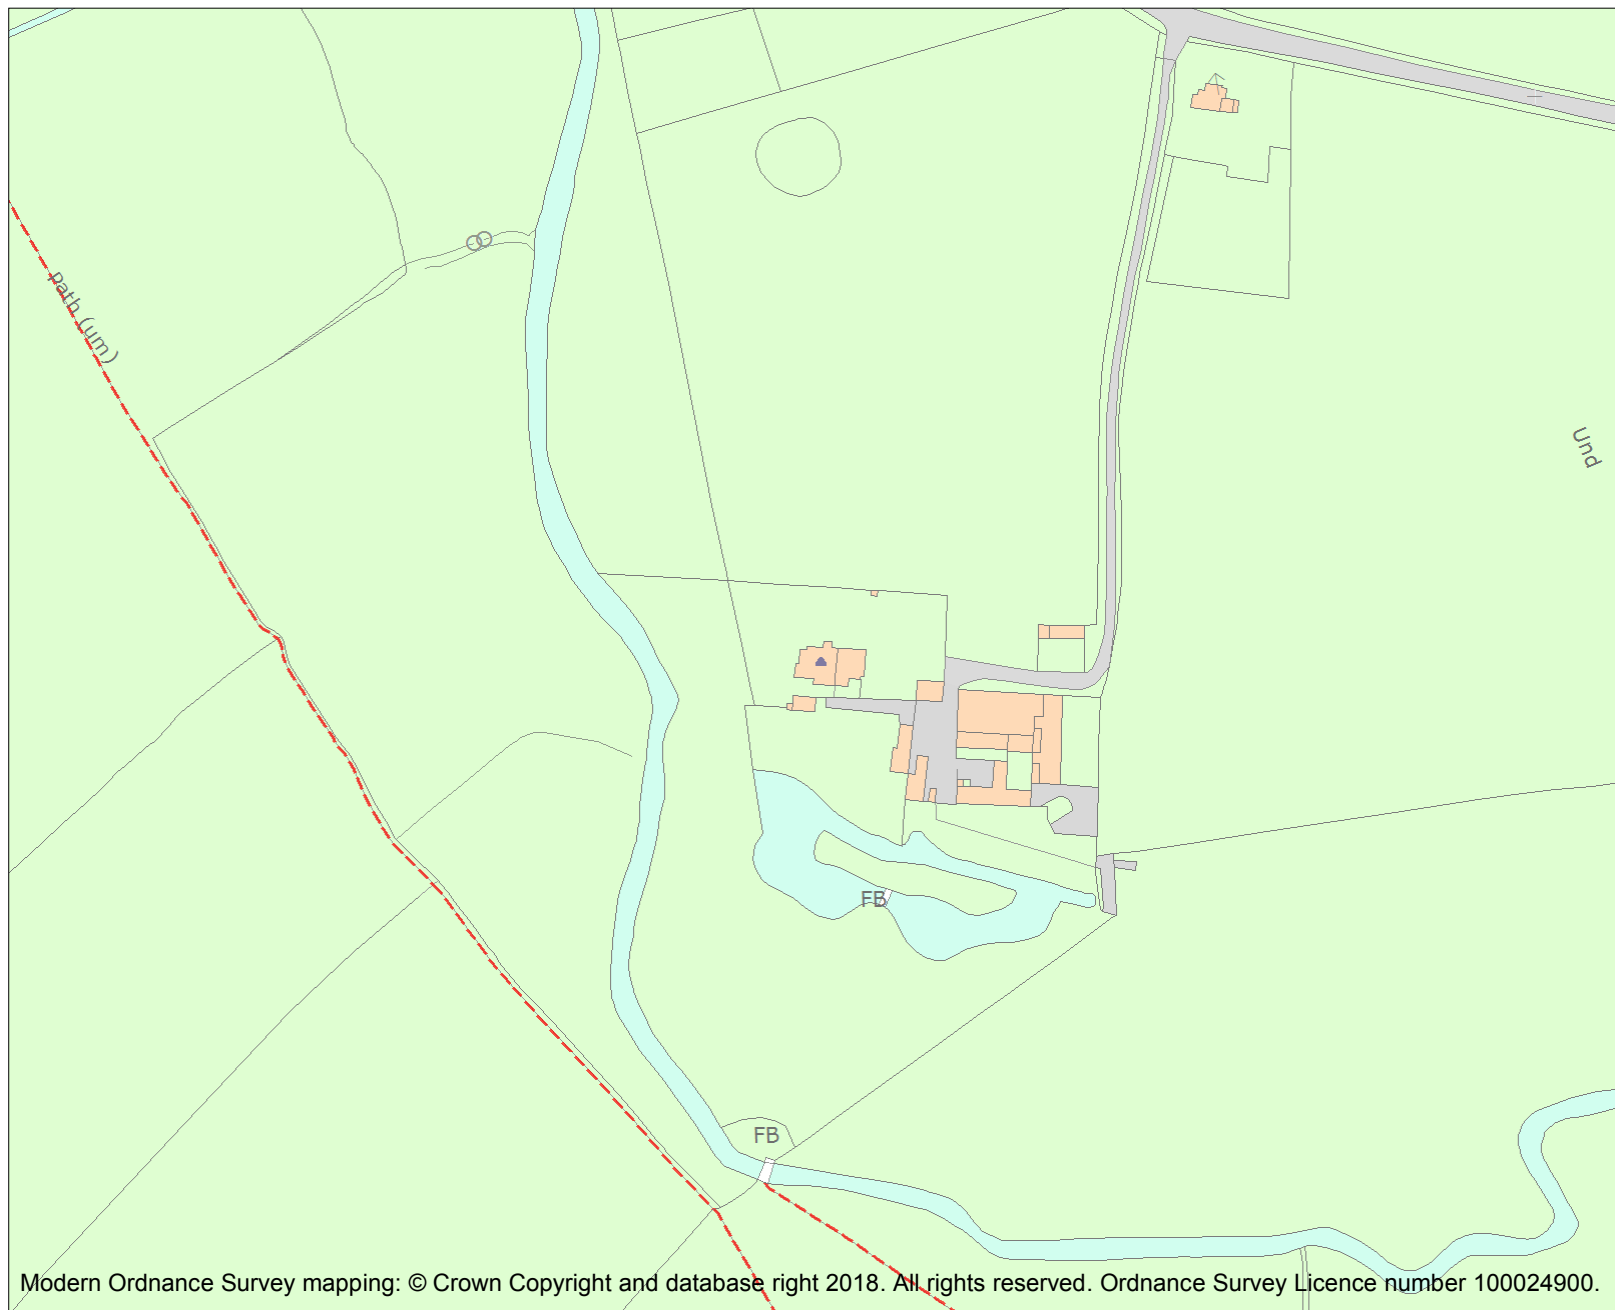 Path (um)
Und
FB
FB
Modern Ordnance Survey mapping: © Crown Copyright and database right 2018. All rights reserved. Ordnance Survey Licence number 100024900.